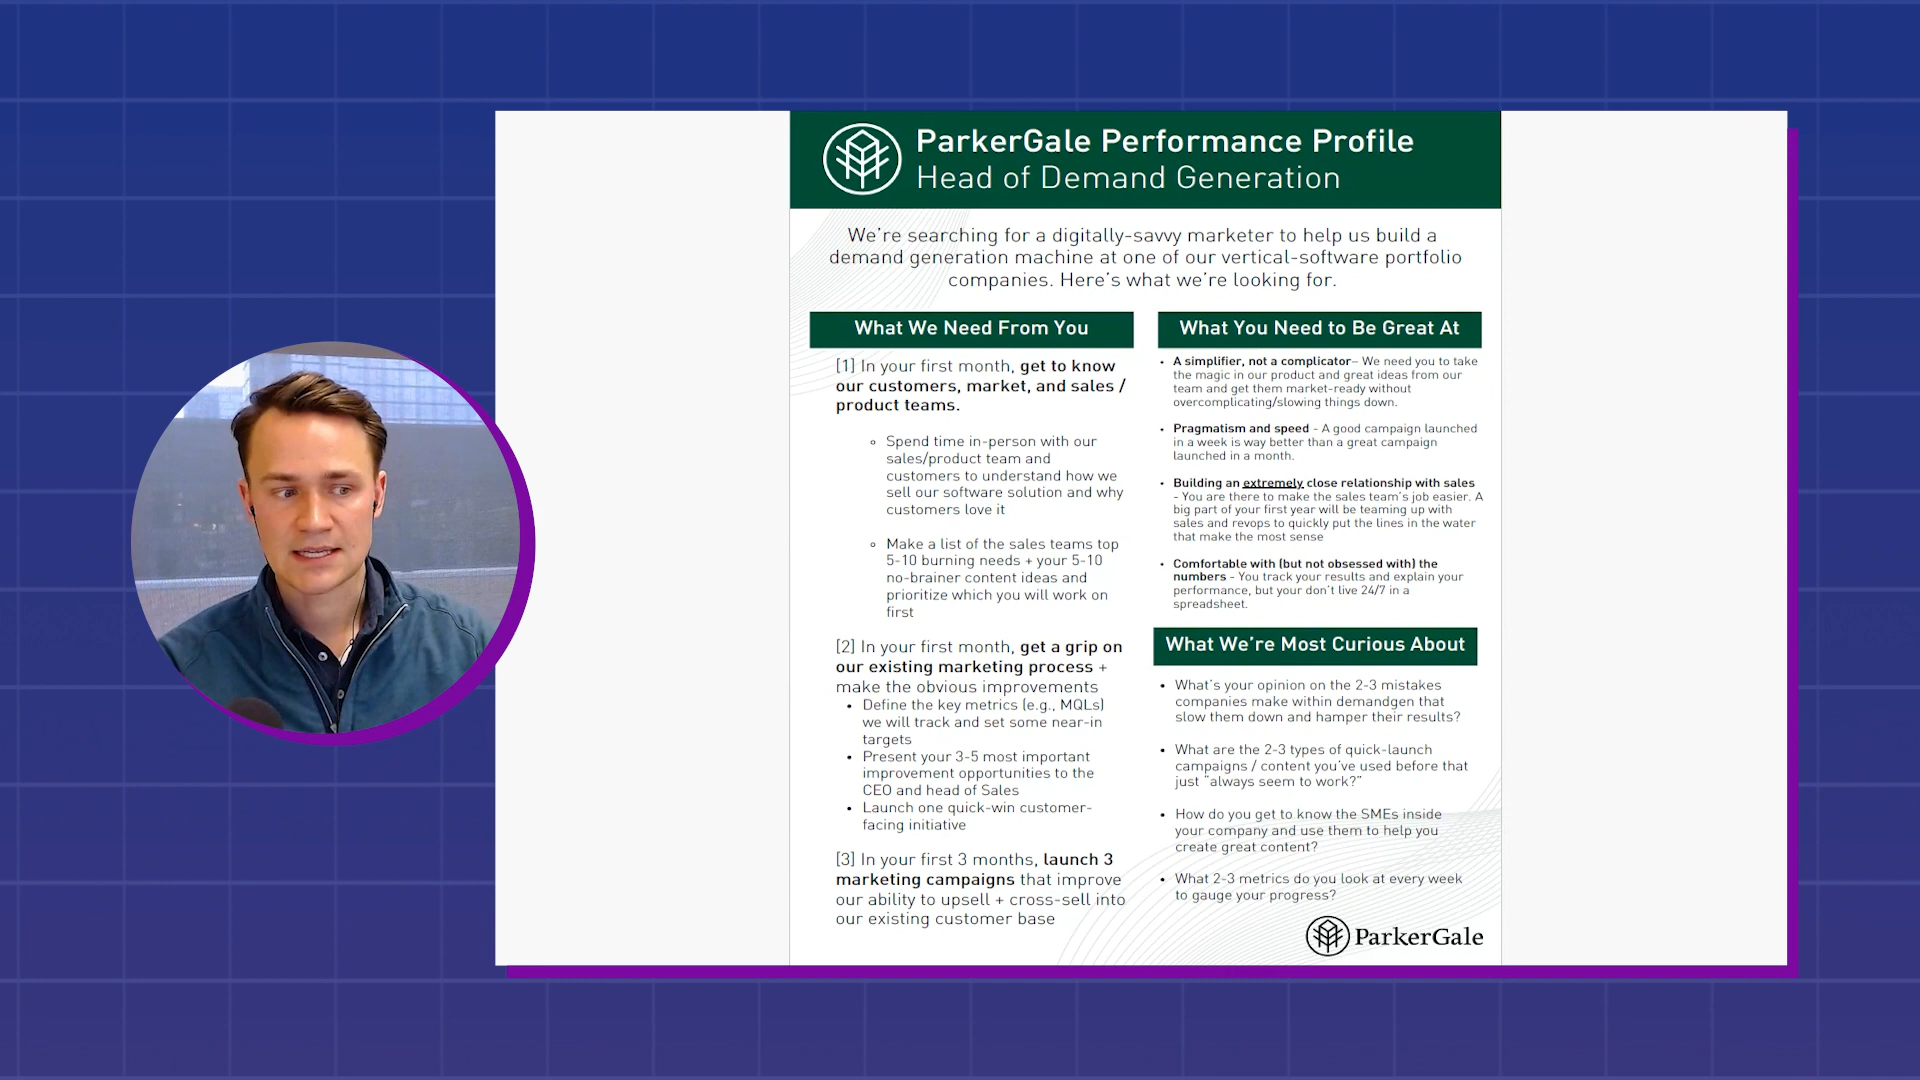 ParkerGale Performance Profile
Head of Demand Generation
We're searching for a digitally-savvy marketer to help us build a
demand generation machine at one of our vertical-software portfolio
companies. Here's what we're looking for.
What We Need From You
[1] In your first month, get to know
our customers, market, and sales /
product teams.
Spend time in-person with our
sales/product team and
customers to understand how we
sell our software solution and why
customers love it
Make a list of the sales teams top
5-10 burning needs + your 5-10
no-brainer content ideas and
prioritize which you will work on
first
[2] In your first month, get a grip on
our existing marketing process +
make the obvious improvements
• Define the key metrics (e.g., MQLs)
we will track and set some near-in
targets
• Present your 3-5 most important
improvement opportunities to the
CEO and head of Sales
• Launch one quick-win customer-
facing initiative
[3] In your first 3 months, launch 3
marketing campaigns that improve
our ability to upsell + cross-sell into
our existing customer base
What You Need to Be Great At
• A simplifier, not a complicator– We need you to take
the magic in our product and great ideas from our
team and get them market-ready without
overcomplicating/slowing things down.
• Pragmatism and speed - A good campaign launched
in a week is way better than a great campaign
launched in a month.
• Building an extremely close relationship with sales
- You are there to make the sales team's job easier. A
big part of your first year will be teaming up with
sales and revops to quickly put the lines in the water
that make the most sense
• Comfortable with (but not obsessed with) the
numbers - You track your results and explain your
performance, but your don't live 24/7 in a
spreadsheet.
What We're Most Curious About
• What's your opinion on the 2-3 mistakes
companies make within demandgen that
slow them down and hamper their results?
• What are the 2-3 types of quick-launch
campaigns / content you've used before that
just "always seem to work?"
• How do you get to know the SMEs inside
your company and use them to help you
create great content?
• What 2-3 metrics do you look at every week
to gauge your progress?
ParkerGale